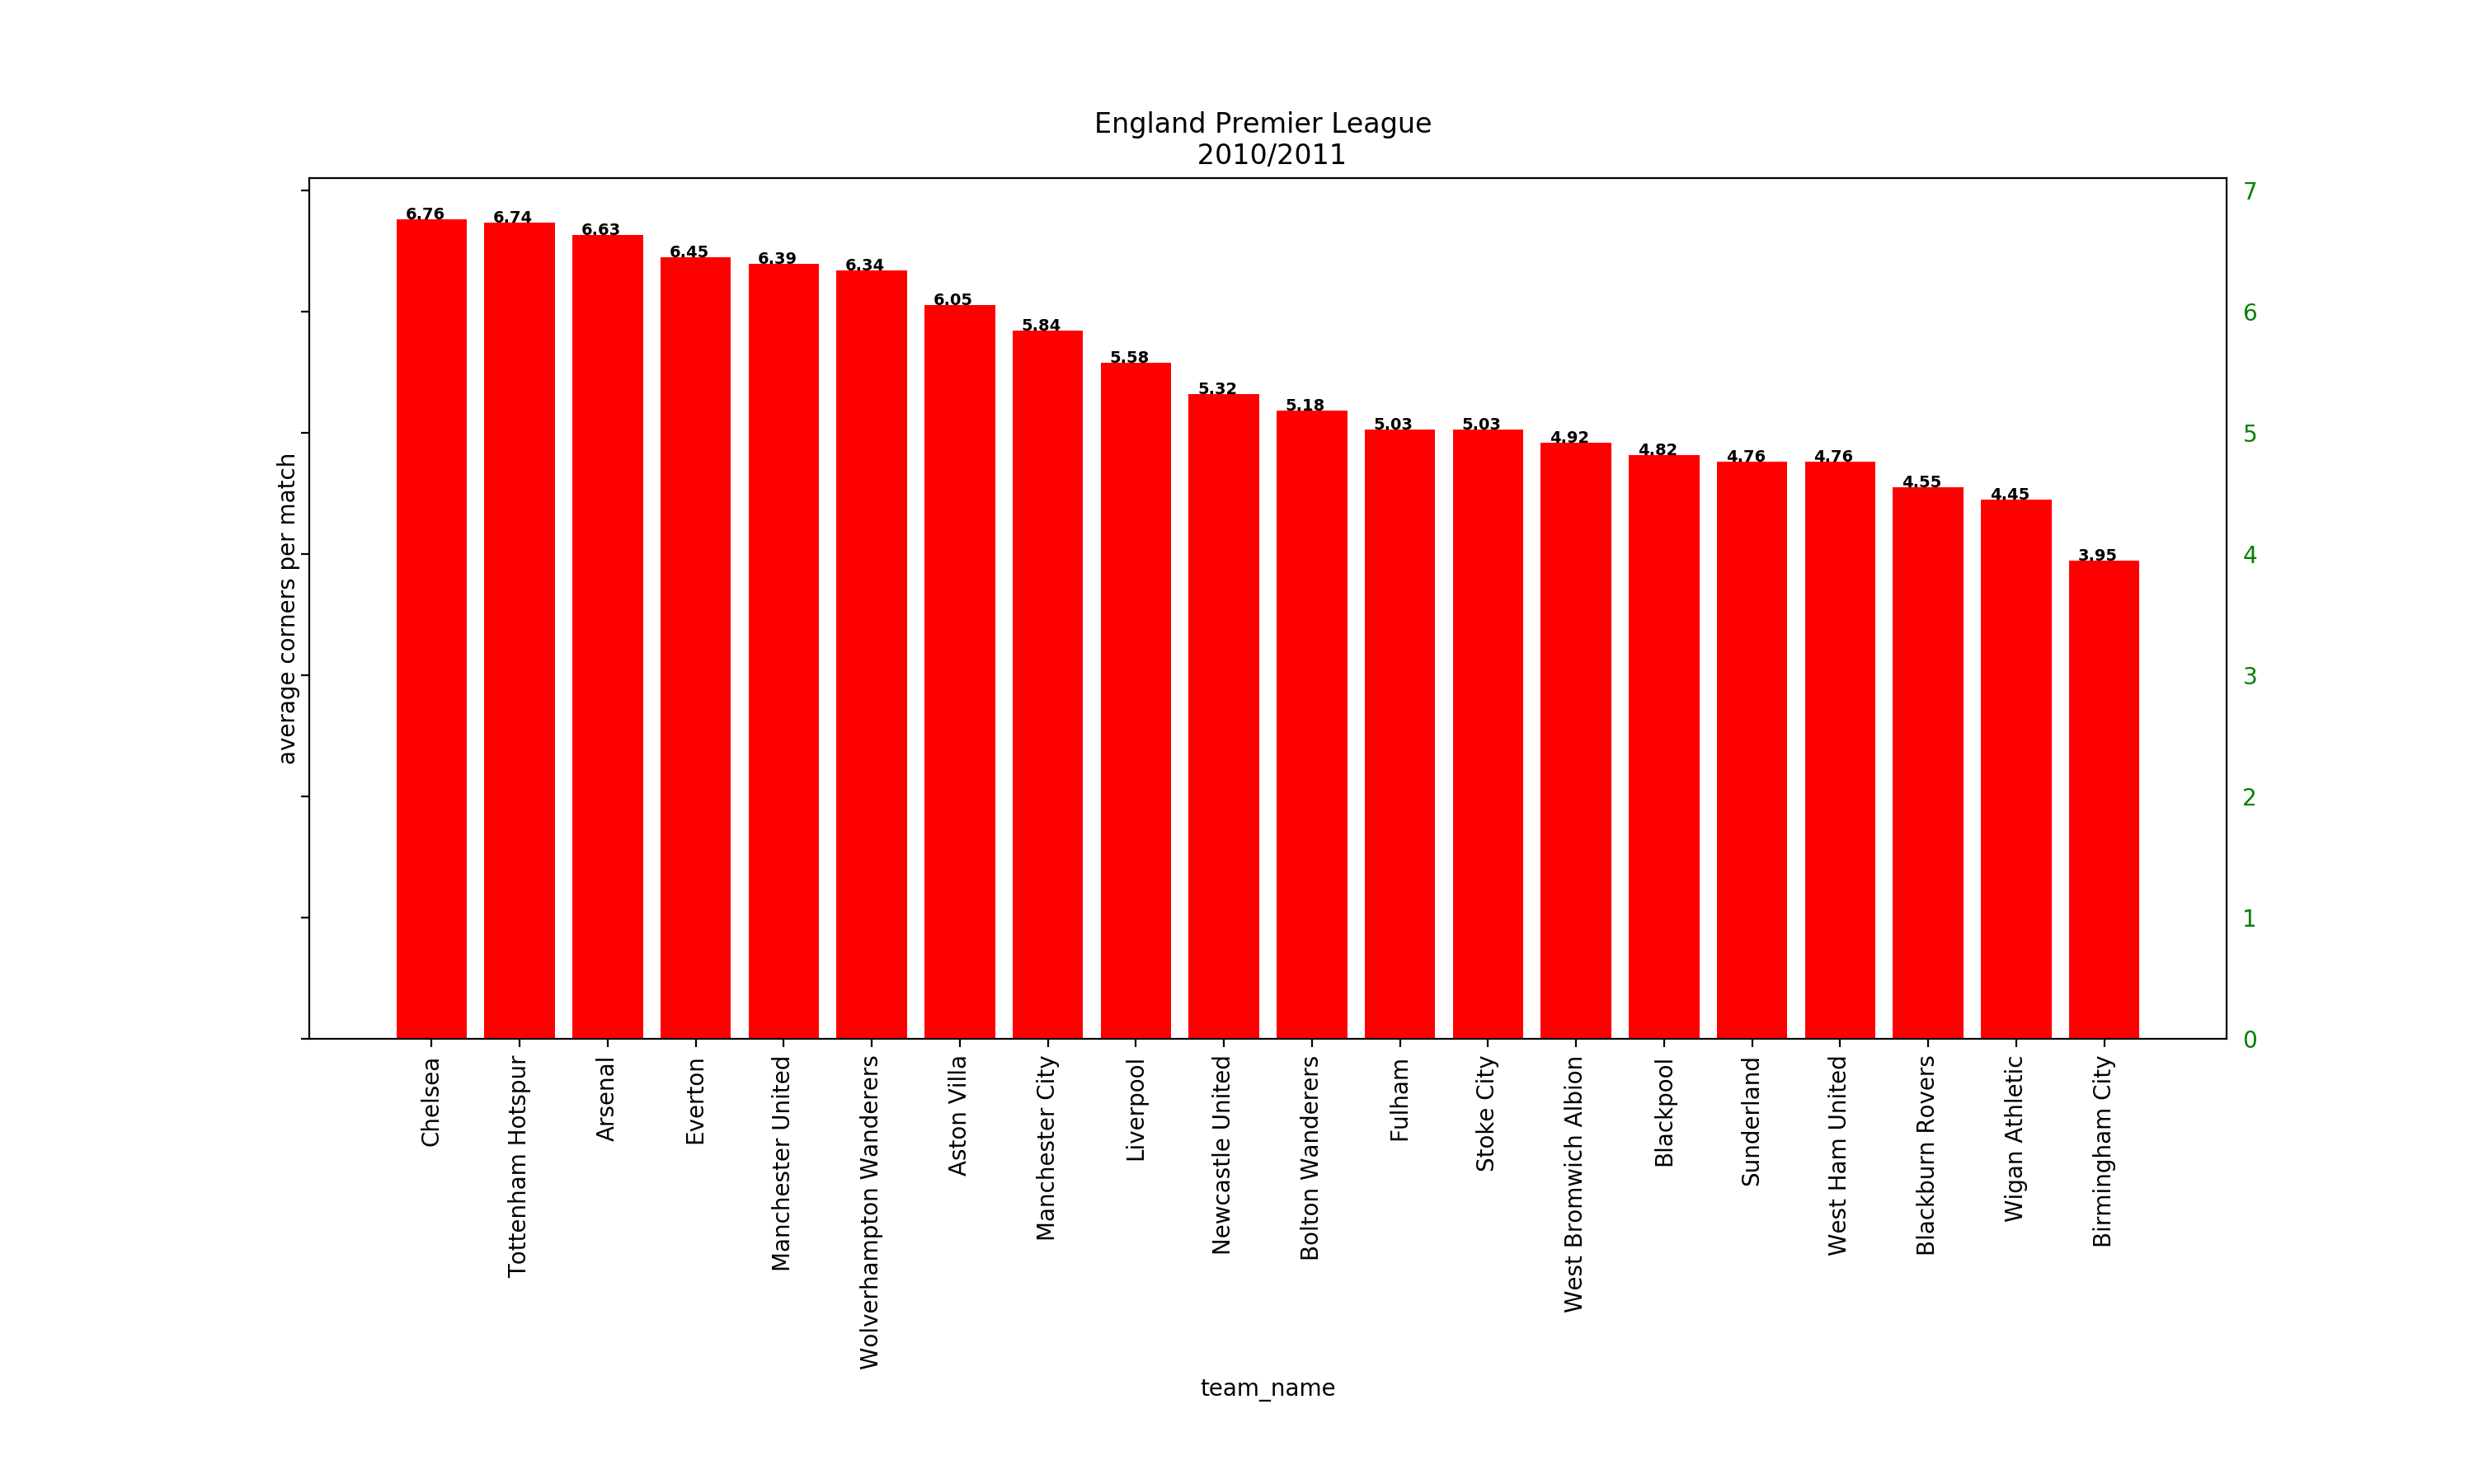 England Premier League
2010/2011
average corners per match
7
6
5
4
3
2
1
0
6.76
6.74
6.63
6.45
6.39
6.34
6.05
5.84
5.58
5.32
5.18
5.03
5.03
4.92
4.82
4.76
4.76
4.55
4.45
3.95
Chelsea
Tottenham Hotspur
Arsenal
Everton
Manchester United
Wolverhampton Wanderers
Aston Villa
Manchester City
Liverpool
Newcastle United
Bolton Wanderers
Fulham
Stoke City
West Bromwich Albion
Blackpool
Sunderland
West Ham United
Blackburn Rovers
Wigan Athletic
Birmingham City
team_name